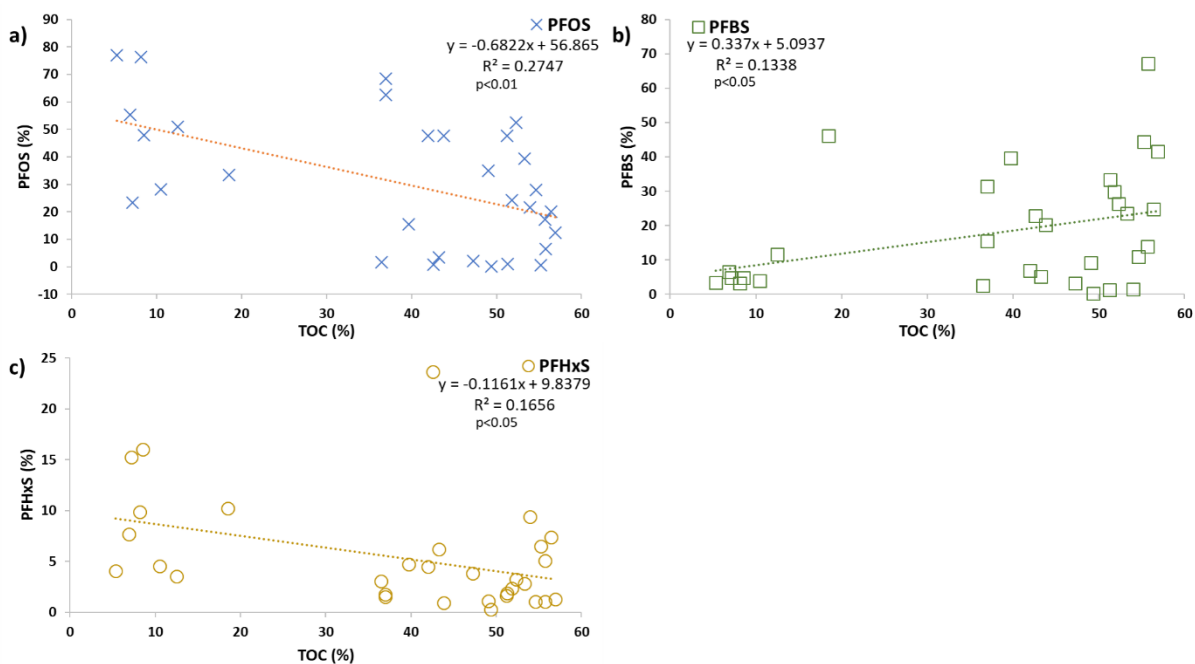 a)
PFOS
y = -0.6822x + 56.865
R² = 0.2747
p<0.01
90
80
70
60
50
40
30
20
10
0
-10
PFOS (%)
0 10 20 30 40 50 60
TOC (%)
b)
PFBS
y = 0.337x + 5.0937
R² = 0.1338
p<0.05
80
70
60
50
40
30
20
10
0
PFBS (%)
0 10 20 30 40 50 60
TOC (%)
c)
PFHxS
y = -0.1161x + 9.8379
R² = 0.1656
p<0.05
25
20
15
10
5
0
PFHxS (%)
0 10 20 30 40 50 60
TOC (%)